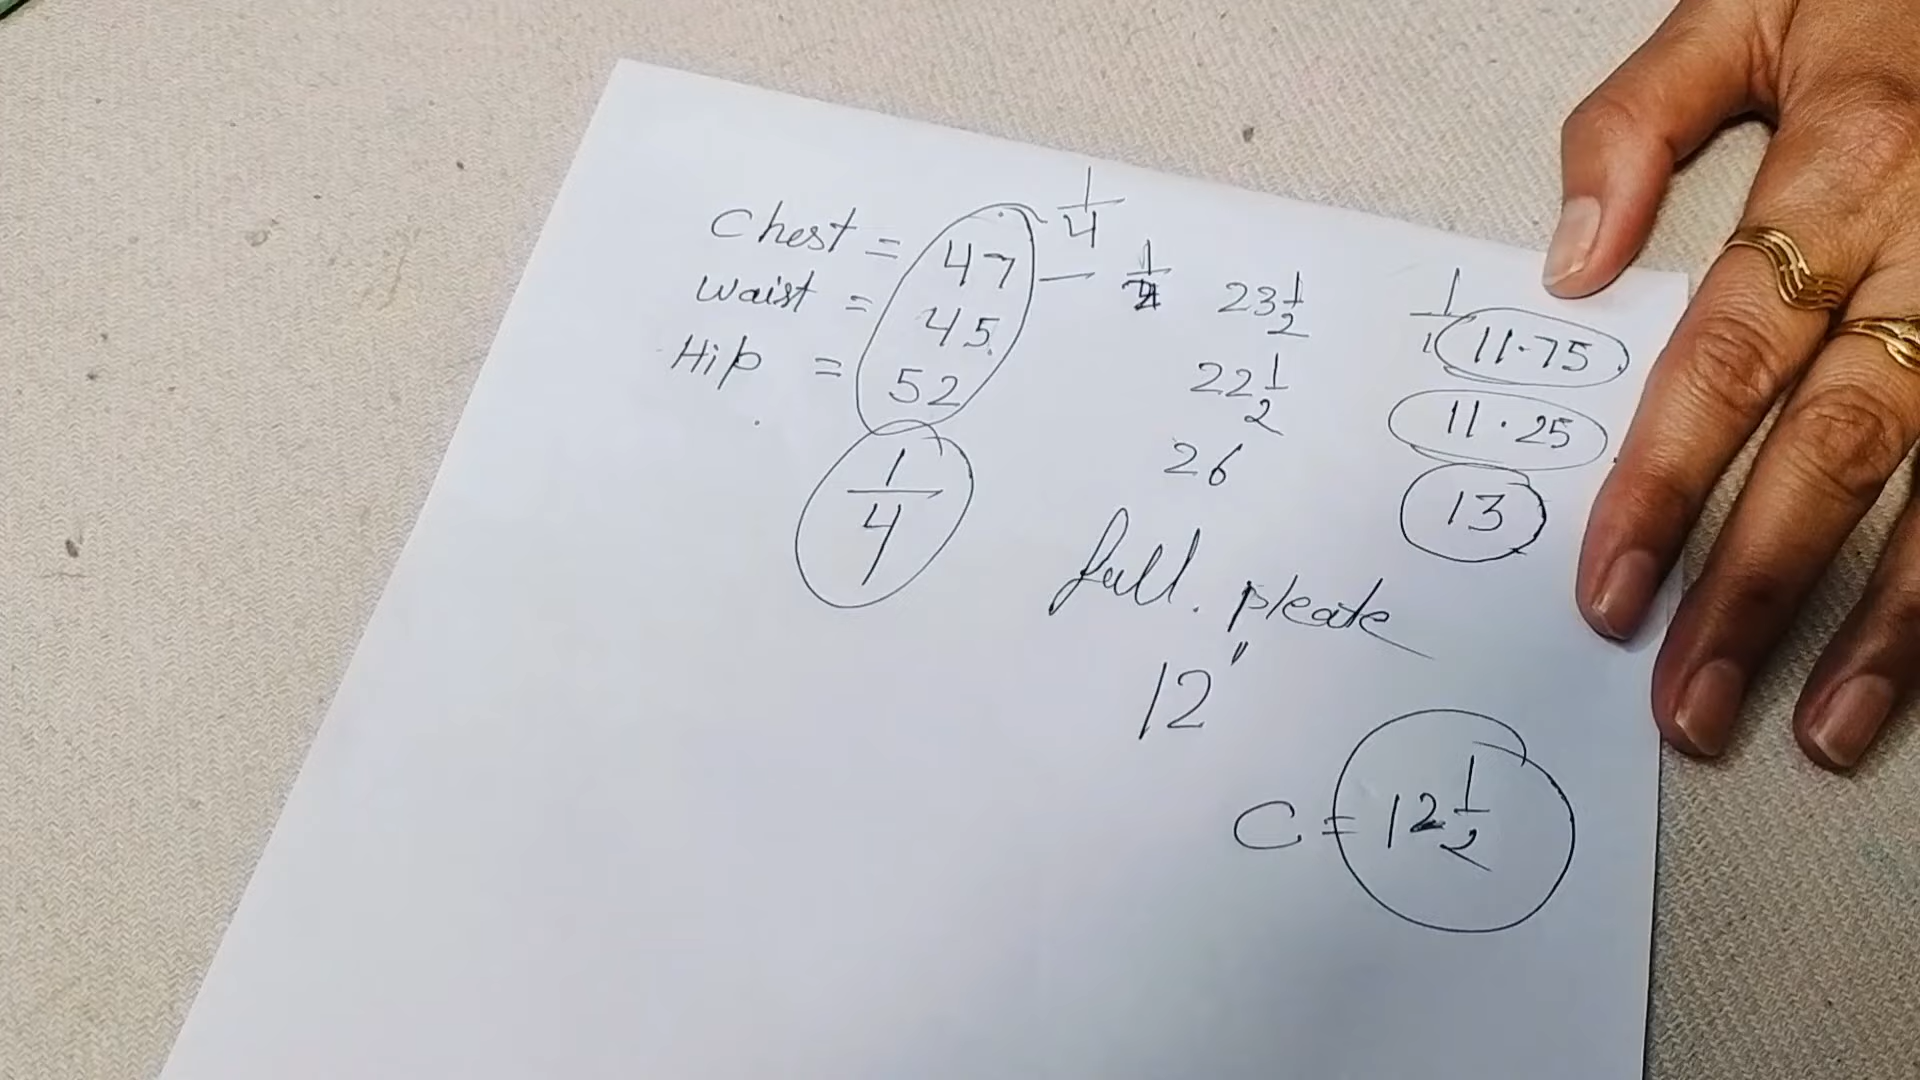 Chest = 47 1/4 — 1/2 23 1/2 11.75
Waist = 45 22 1/2 11.25
Hip = 52 26 13
1/4
full. pleate
12"
C = 12 1/2